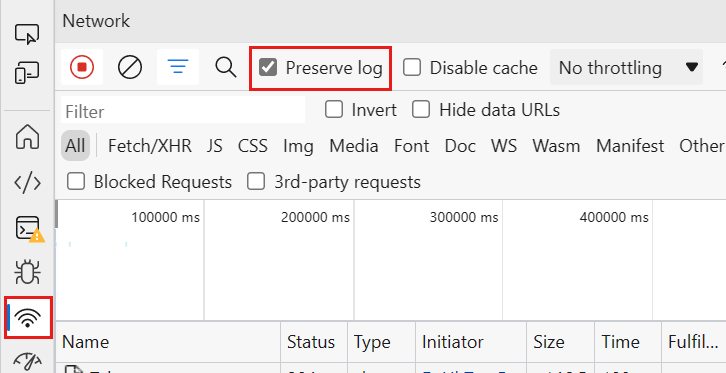 Network
Preserve log Disable cache No throttling
Filter Invert Hide data URLs
All Fetch/XHR JS CSS Img Media Font Doc WS Wasm Manifest Other
Blocked Requests 3rd-party requests
100000 ms 200000 ms 300000 ms 400000 ms
Name Status Type Initiator Size Time Fulfil...